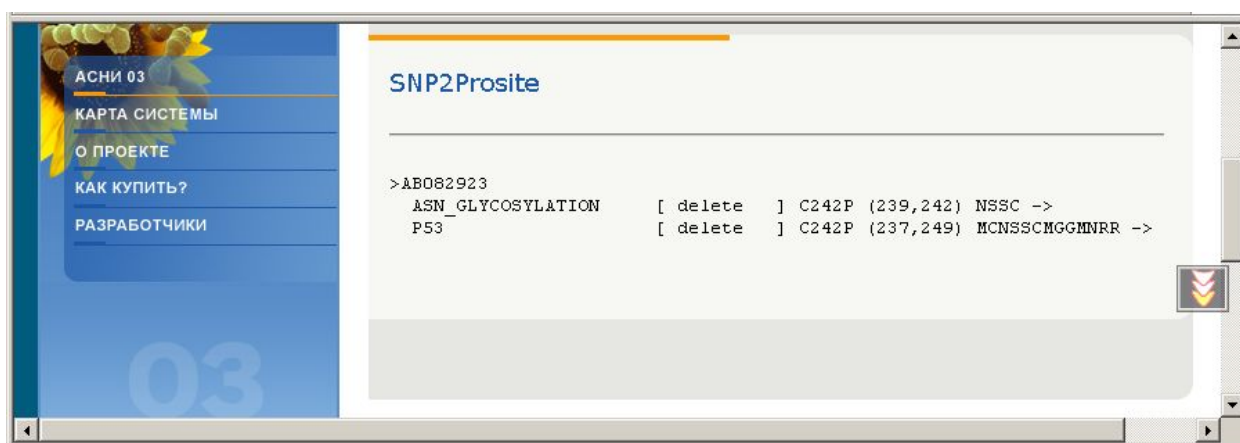 АСНИ 03
КАРТА СИСТЕМЫ
О ПРОЕКТЕ
КАК КУПИТЬ?
РАЗРАБОТЧИКИ
03
SNP2Prosite
>AB082923
ASN_GLYCOSYLATION [ delete ] C242P (239,242) NSSC ->
P53 [ delete ] C242P (237,249) MCNSSCMGGMNRR ->